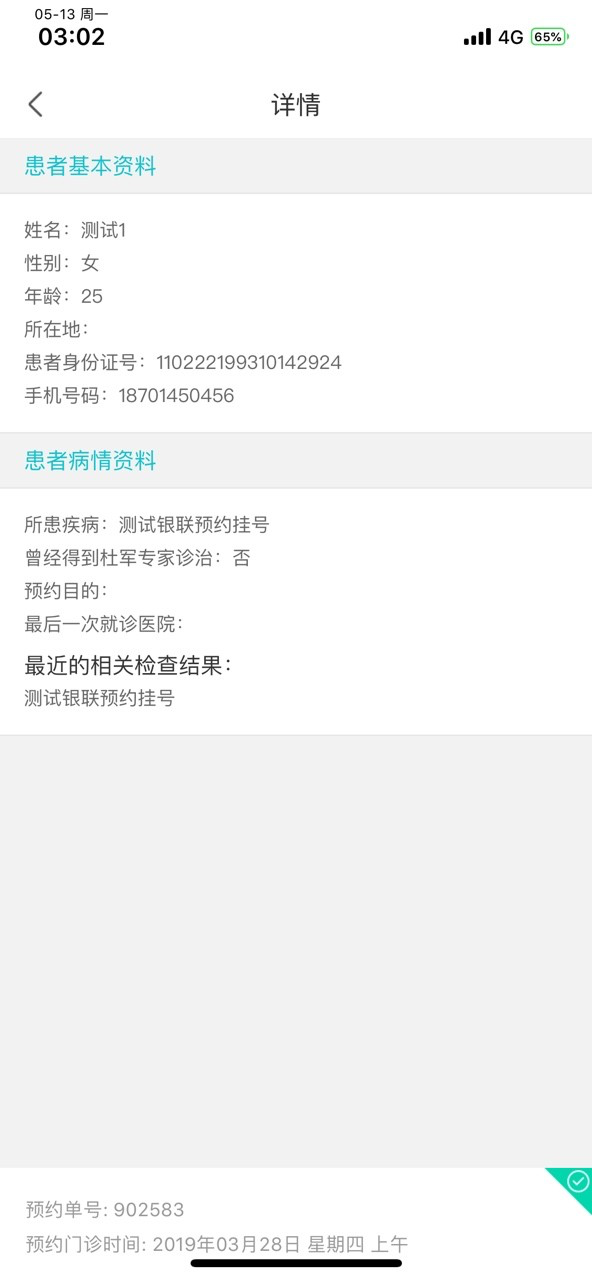 05-13 周一
03:02
4G 65%
详情
患者基本资料
姓名：测试1
性别：女
年龄：25
所在地：
患者身份证号：110222199310142924
手机号码：18701450456
患者病情资料
所患疾病：测试银联预约挂号
曾经得到杜军专家诊治：否
预约目的：
最后一次就诊医院：
最近的相关检查结果：
测试银联预约挂号
预约单号: 902583
预约门诊时间: 2019年03月28日 星期四 上午